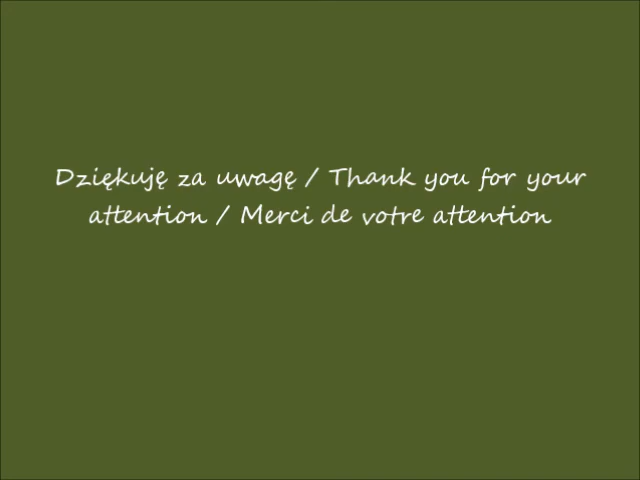 Dziękuję za uwagę / Thank you for your
attention / Merci de votre attention